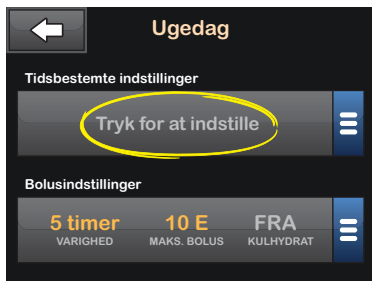 Ugedag
Tidsbestemte indstillinger
Tryk for at indstille
Bolusindstillinger
5 timer 10 E FRA
VARIGHED MAKS. BOLUS KULHYDRAT